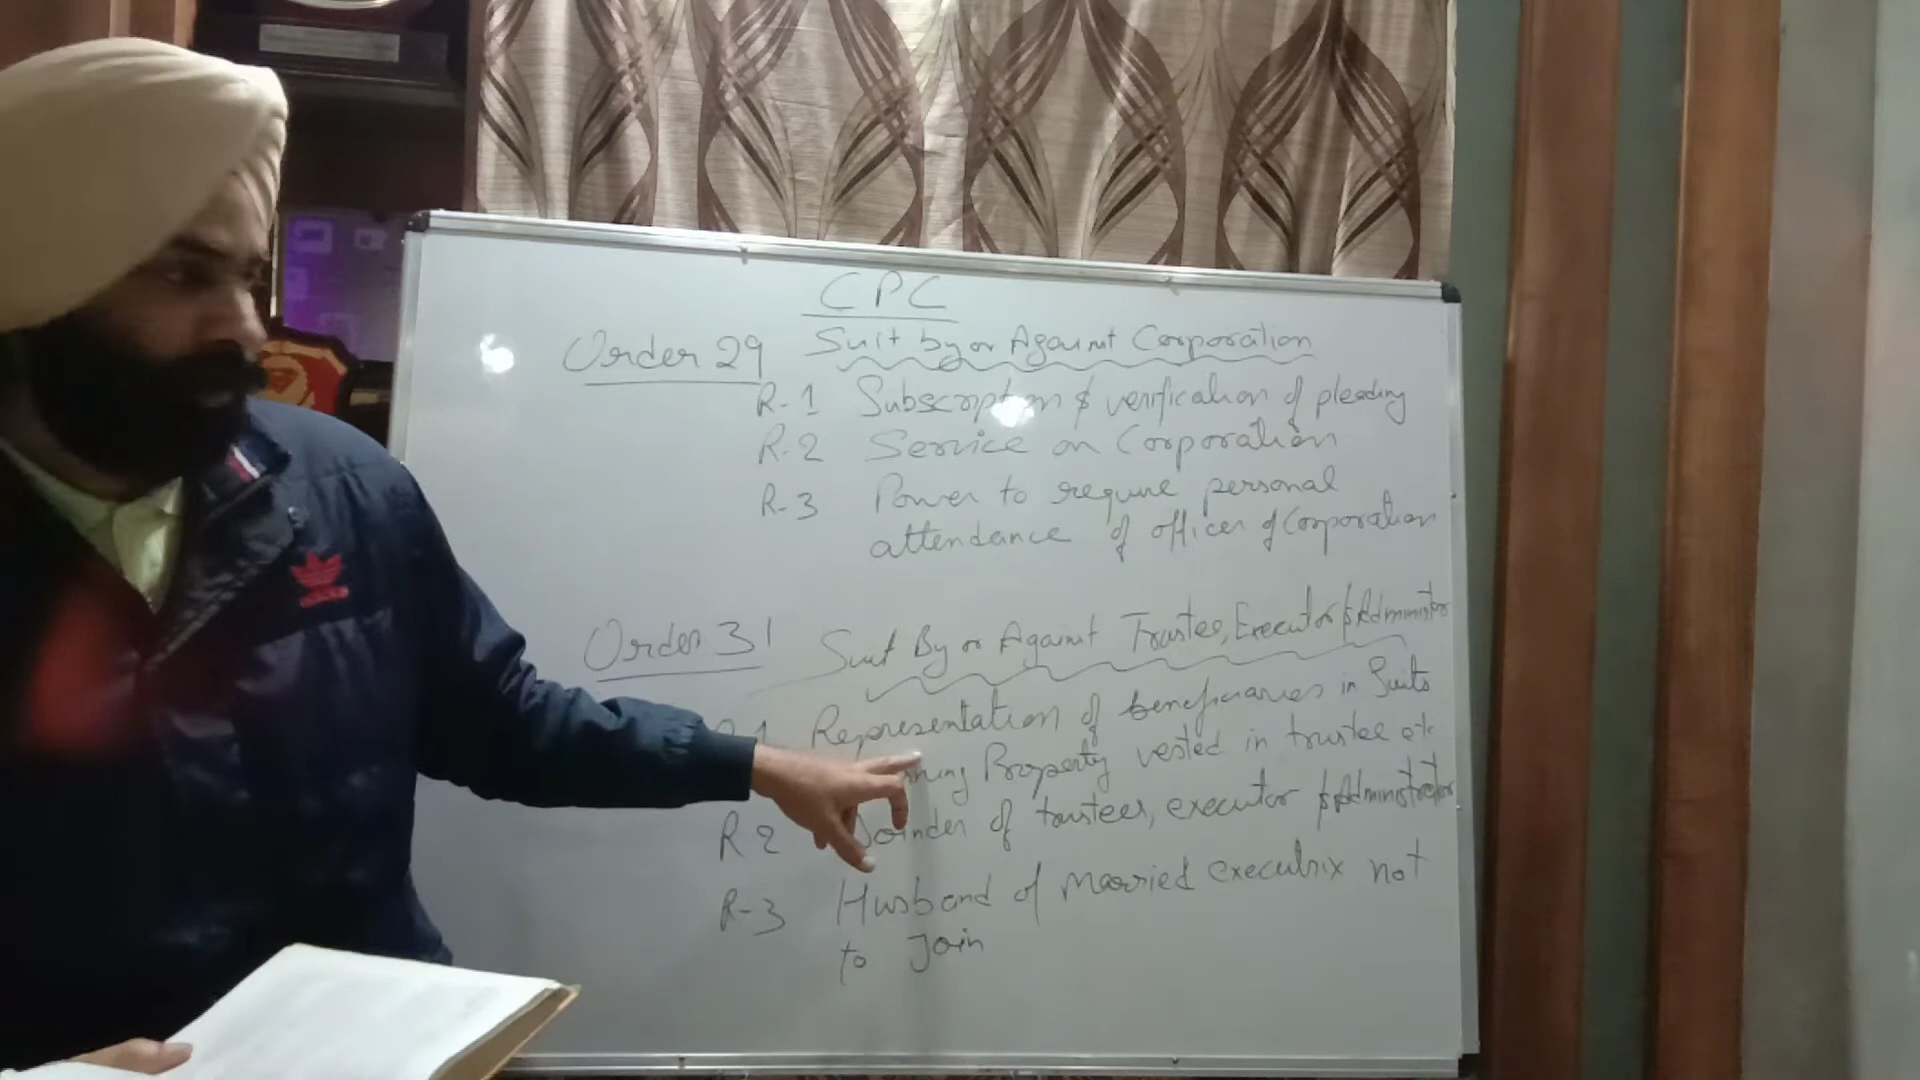 CPC
Order 29 Suit by or Against Corporation
R-1 Subscription & verification of pleading
R-2 Service on Corporation
R-3 Power to require personal
attendance of officer of Corporation
Order 31 Suit By or Against Trustee, Executor & Administor
Representation of beneficiaries in Suits
Property vested in trustee etc
R 2 Joinder of trustees, executor & Administrator
R-3 Husband of married executrix not
to Join